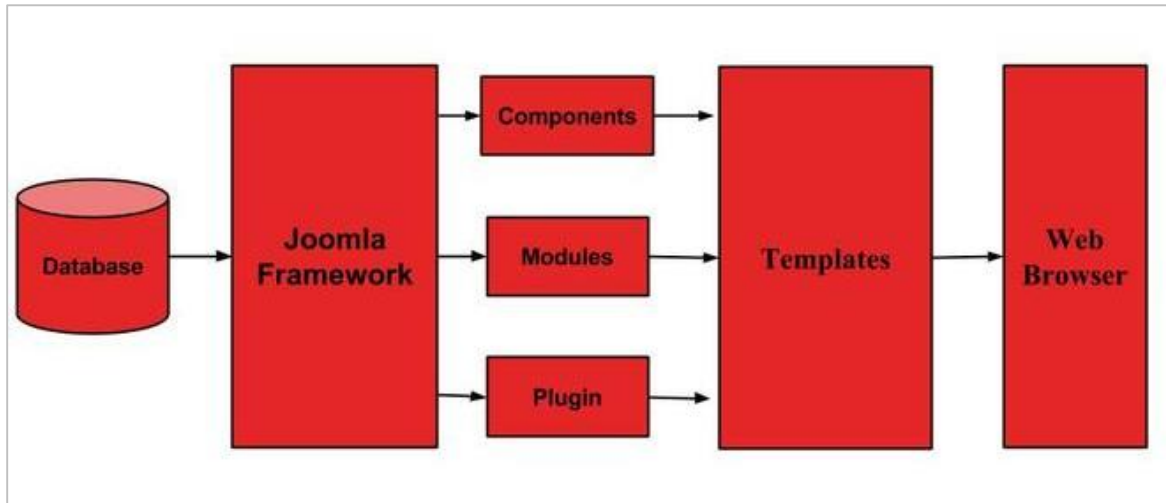 Database
Joomla
Framework
Components
Modules
Plugin
Templates
Web
Browser